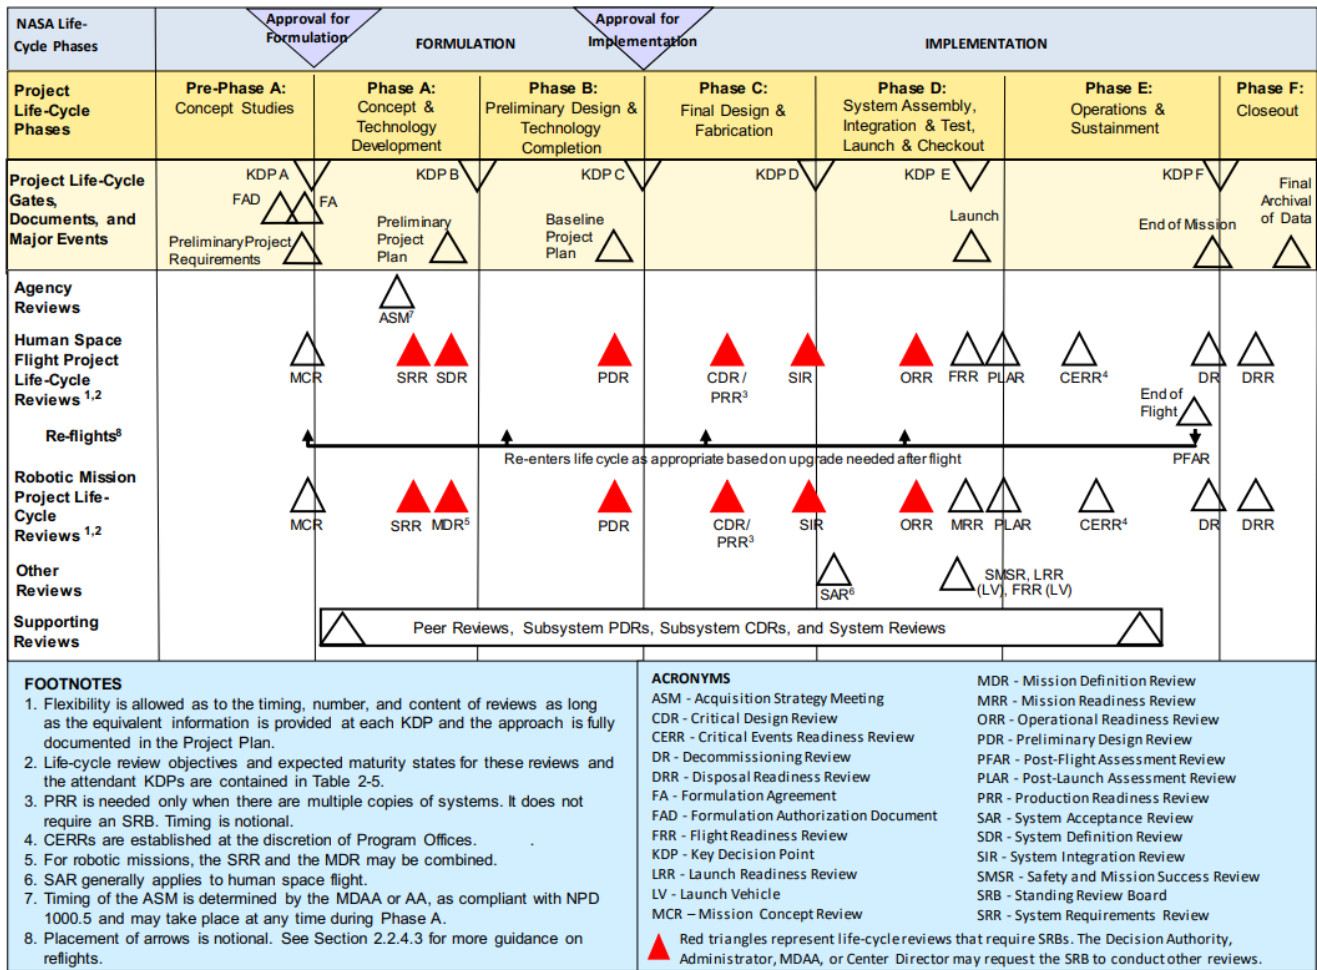 NASA Life-
Cycle Phases
Approval for
Formulation
FORMULATION
Approval for
Implementation
IMPLEMENTATION
Project
Life-Cycle
Phases
Pre-Phase A:
Concept Studies
Phase A:
Concept &
Technology
Development
Phase B:
Preliminary Design &
Technology
Completion
Phase C:
Final Design &
Fabrication
Phase D:
System Assembly,
Integration & Test,
Launch & Checkout
Phase E:
Operations &
Sustainment
Phase F:
Closeout
Project Life-Cycle
Gates,
Documents, and
Major Events
KDP A
KDP B
KDP C
KDP D
KDP E
KDP F
FAD
FA
Preliminary Project
Requirements
Preliminary
Project
Plan
Baseline
Project
Plan
Launch
End of Mission
Final
Archival
of Data
Agency
Reviews
ASM7
Human Space
Flight Project
Life-Cycle
Reviews 1,2
MCR
SRR
SDR
PDR
CDR /
PRR3
SIR
ORR
FRR
PLAR
CERR4
DR
DRR
End of
Flight
Re-flights8
Re-enters life cycle as appropriate based on upgrade needed after flight
PFAR
Robotic Mission
Project Life-
Cycle
Reviews 1,2
MCR
SRR
MDR5
PDR
CDR/
PRR3
SIR
ORR
MRR
PLAR
CERR4
DR
DRR
Other
Reviews
SAR6
SMSR, LRR
(LV), FRR (LV)
Supporting
Reviews
Peer Reviews, Subsystem PDRs, Subsystem CDRs, and System Reviews
FOOTNOTES
1. Flexibility is allowed as to the timing, number, and content of reviews as long
as the equivalent information is provided at each KDP and the approach is fully
documented in the Project Plan.
2. Life-cycle review objectives and expected maturity states for these reviews and
the attendant KDPs are contained in Table 2-5.
3. PRR is needed only when there are multiple copies of systems. It does not
require an SRB. Timing is notional.
4. CERRs are established at the discretion of Program Offices. .
5. For robotic missions, the SRR and the MDR may be combined.
6. SAR generally applies to human space flight.
7. Timing of the ASM is determined by the MDAA or AA, as compliant with NPD
1000.5 and may take place at any time during Phase A.
8. Placement of arrows is notional. See Section 2.2.4.3 for more guidance on
reflights.
ACRONYMS
ASM - Acquisition Strategy Meeting
CDR - Critical Design Review
CERR - Critical Events Readiness Review
DR - Decommissioning Review
DRR - Disposal Readiness Review
FA - Formulation Agreement
FAD - Formulation Authorization Document
FRR - Flight Readiness Review
KDP - Key Decision Point
LRR - Launch Readiness Review
LV - Launch Vehicle
MCR – Mission Concept Review
MDR - Mission Definition Review
MRR - Mission Readiness Review
ORR - Operational Readiness Review
PDR - Preliminary Design Review
PFAR - Post-Flight Assessment Review
PLAR - Post-Launch Assessment Review
PRR - Production Readiness Review
SAR - System Acceptance Review
SDR - System Definition Review
SIR - System Integration Review
SMSR - Safety and Mission Success Review
SRB - Standing Review Board
SRR - System Requirements Review
Red triangles represent life-cycle reviews that require SRBs. The Decision Authority,
Administrator, MDAA, or Center Director may request the SRB to conduct other reviews.